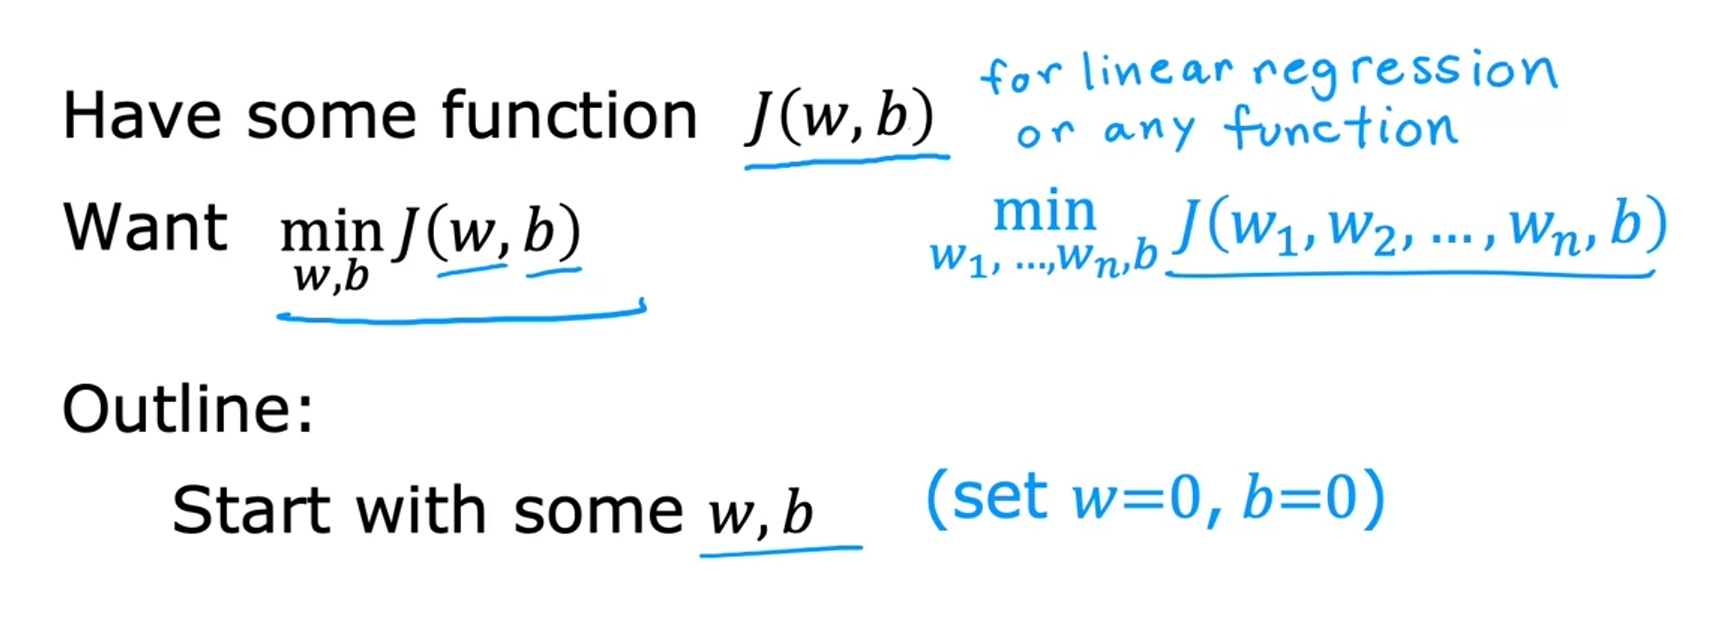 Have some function J(w, b) for linear regression
or any function
Want min J(w, b) min J(w₁, w₂, ..., wₙ, b)
w,b w₁, ...,wₙ,b
Outline:
Start with some w, b (set w=0, b=0)